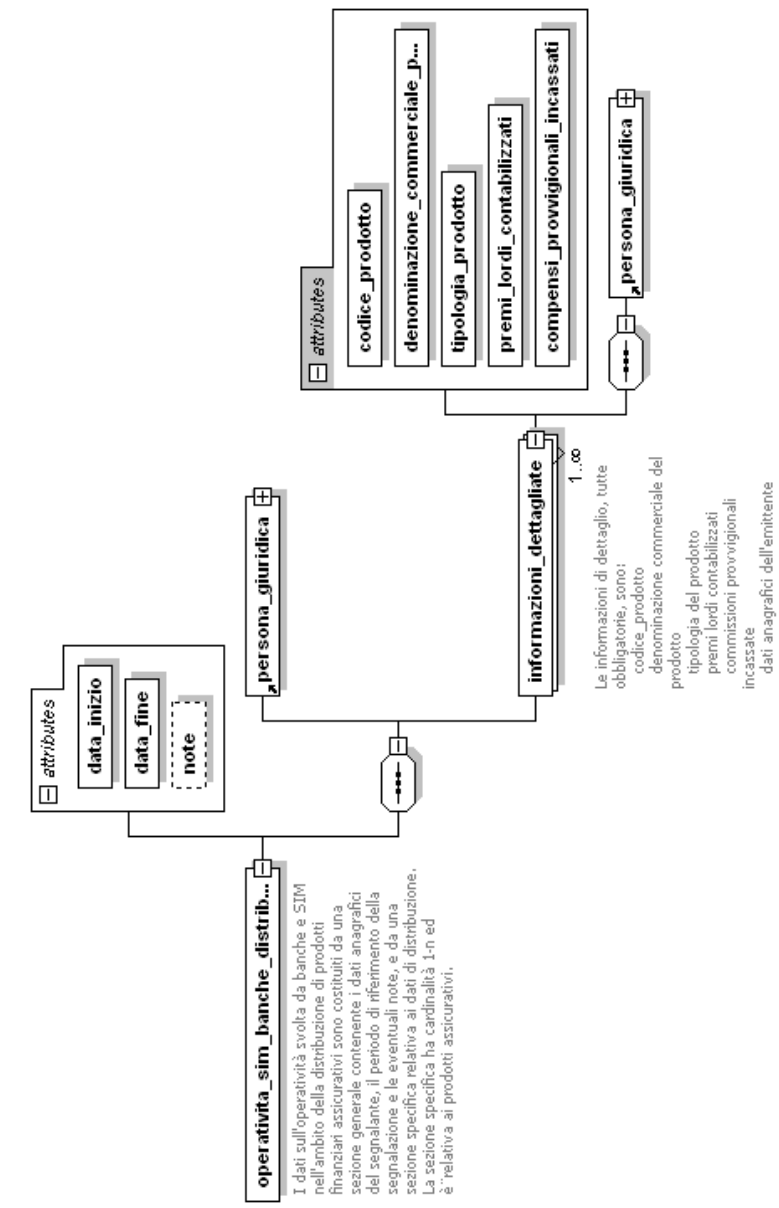 operativita_sim_banche_distrib...
I dati sull'operatività svolta da banche e SIM
nell'ambito della distribuzione di prodotti
finanziari assicurativi sono costituiti da una
sezione generale contenente i dati anagrafici
del segnalante, il periodo di riferimento della
segnalazione e le eventuali note, e da una
sezione specifica relativa ai dati di distribuzione.
La sezione specifica ha cardinalità 1-n ed
è¨relativa ai prodotti assicurativi.
attributes
data_inizio
data_fine
note
persona_giuridica
informazioni_dettagliate
1..∞
Le informazioni di dettaglio, tutte
obbligatorie, sono:
codice_prodotto
denominazione commerciale del
prodotto
tipologia del prodotto
premi lordi contabilizzati
commissioni provvigionali
incassate
dati anagrafici dell'emittente
attributes
codice_prodotto
denominazione_commerciale_p...
tipologia_prodotto
premi_lordi_contabilizzati
compensi_provvigionali_incassati
persona_giuridica